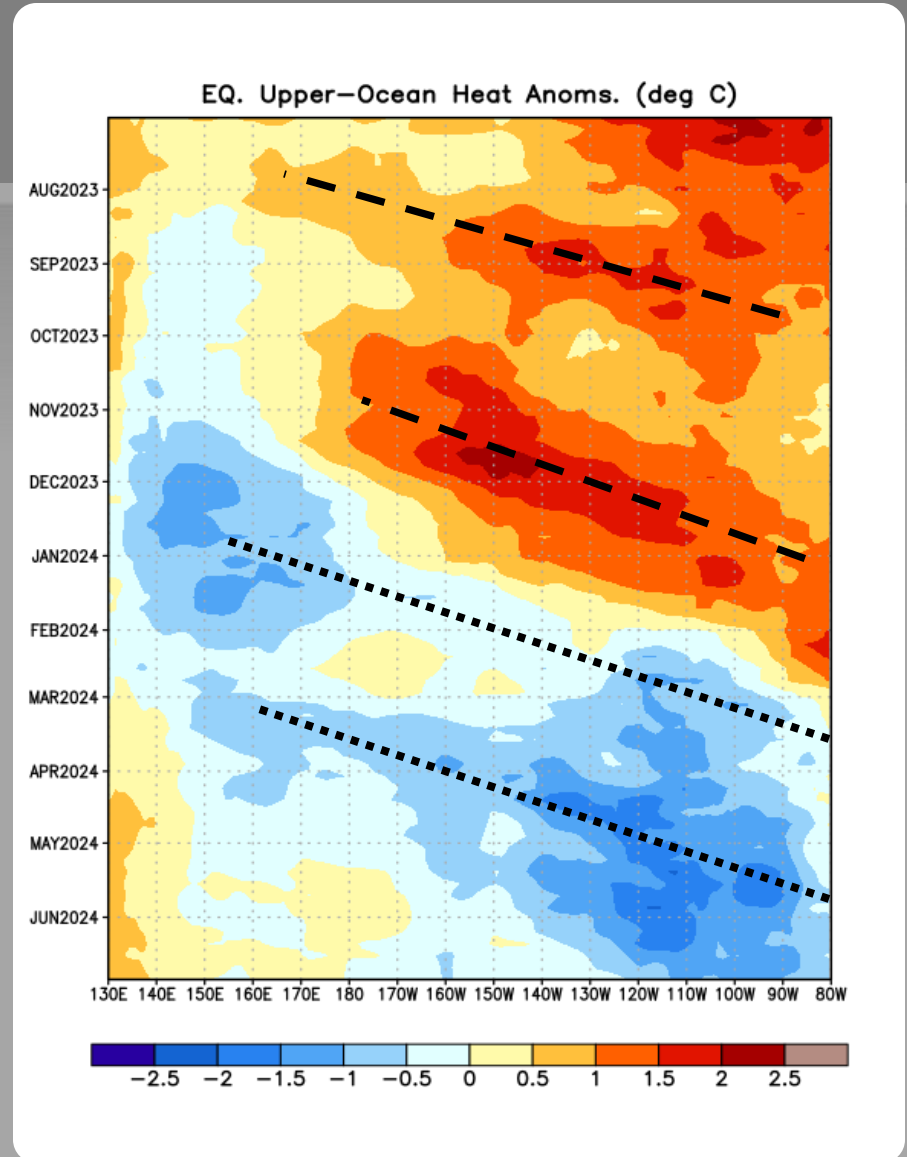 EQ. Upper-Ocean Heat Anoms. (deg C)
AUG2023
SEP2023
OCT2023
NOV2023
DEC2023
JAN2024
FEB2024
MAR2024
APR2024
MAY2024
JUN2024
130E 140E 150E 160E 170E 180 170W 160W 150W 140W 130W 120W 110W 100W 90W 80W
−2.5 −2 −1.5 −1 −0.5 0 0.5 1 1.5 2 2.5